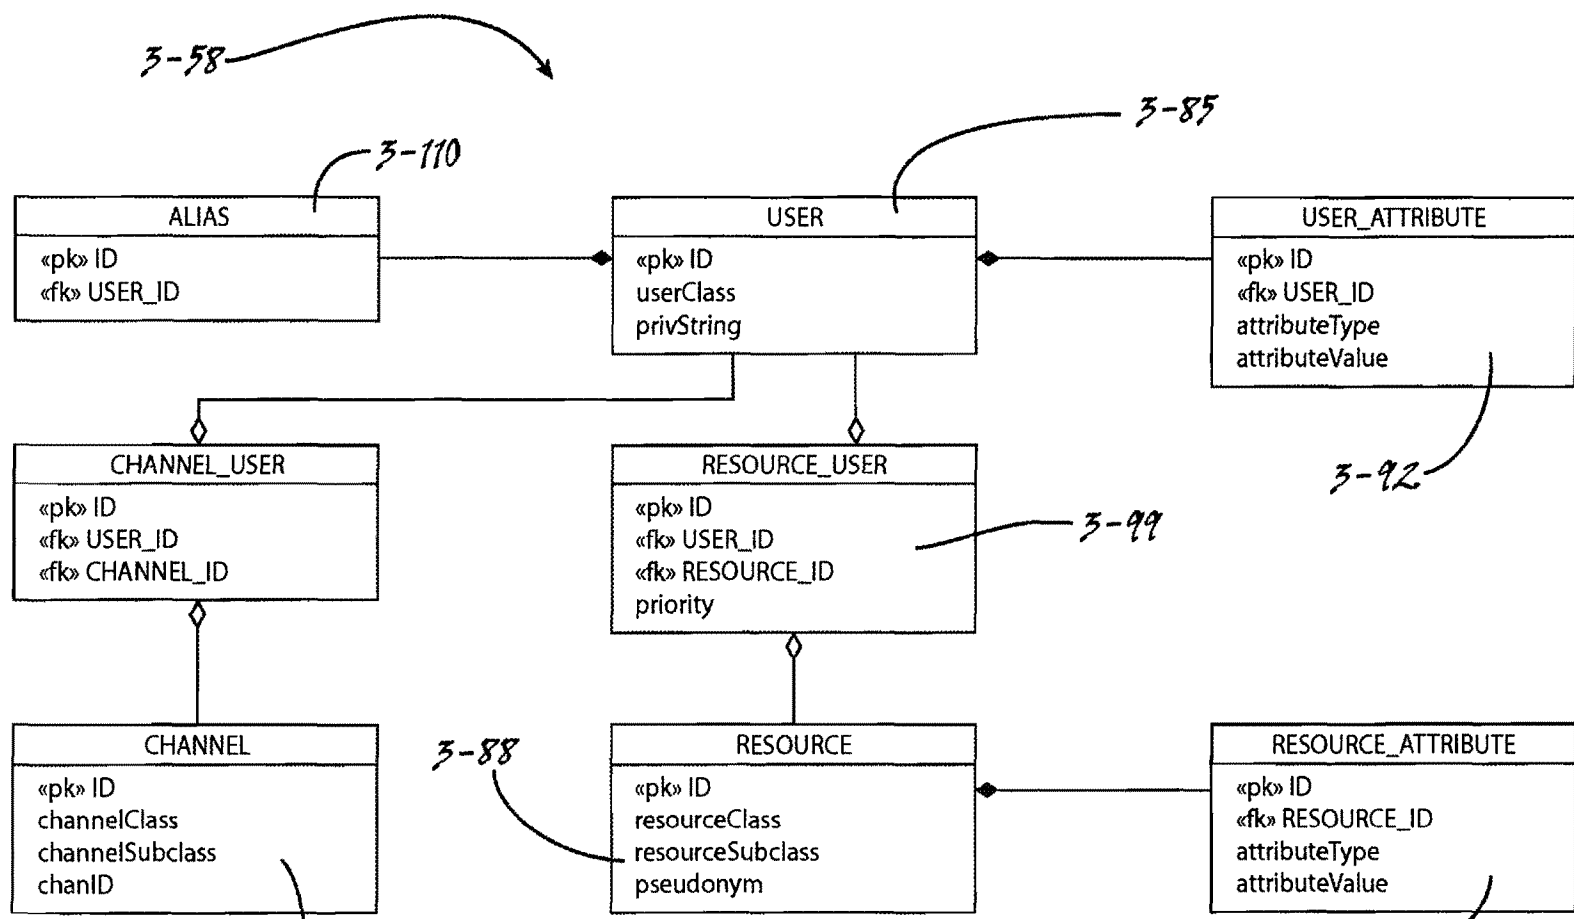 3-58
3-85
3-110
ALIAS
«pk» ID
«fk» USER_ID
USER
«pk» ID
userClass
privString
USER_ATTRIBUTE
«pk» ID
«fk» USER_ID
attributeType
attributeValue
3-92
CHANNEL_USER
«pk» ID
«fk» USER_ID
«fk» CHANNEL_ID
RESOURCE_USER
«pk» ID
«fk» USER_ID
«fk» RESOURCE_ID
priority
3-99
CHANNEL
«pk» ID
channelClass
channelSubclass
chanID
3-88
RESOURCE
«pk» ID
resourceClass
resourceSubclass
pseudonym
RESOURCE_ATTRIBUTE
«pk» ID
«fk» RESOURCE_ID
attributeType
attributeValue